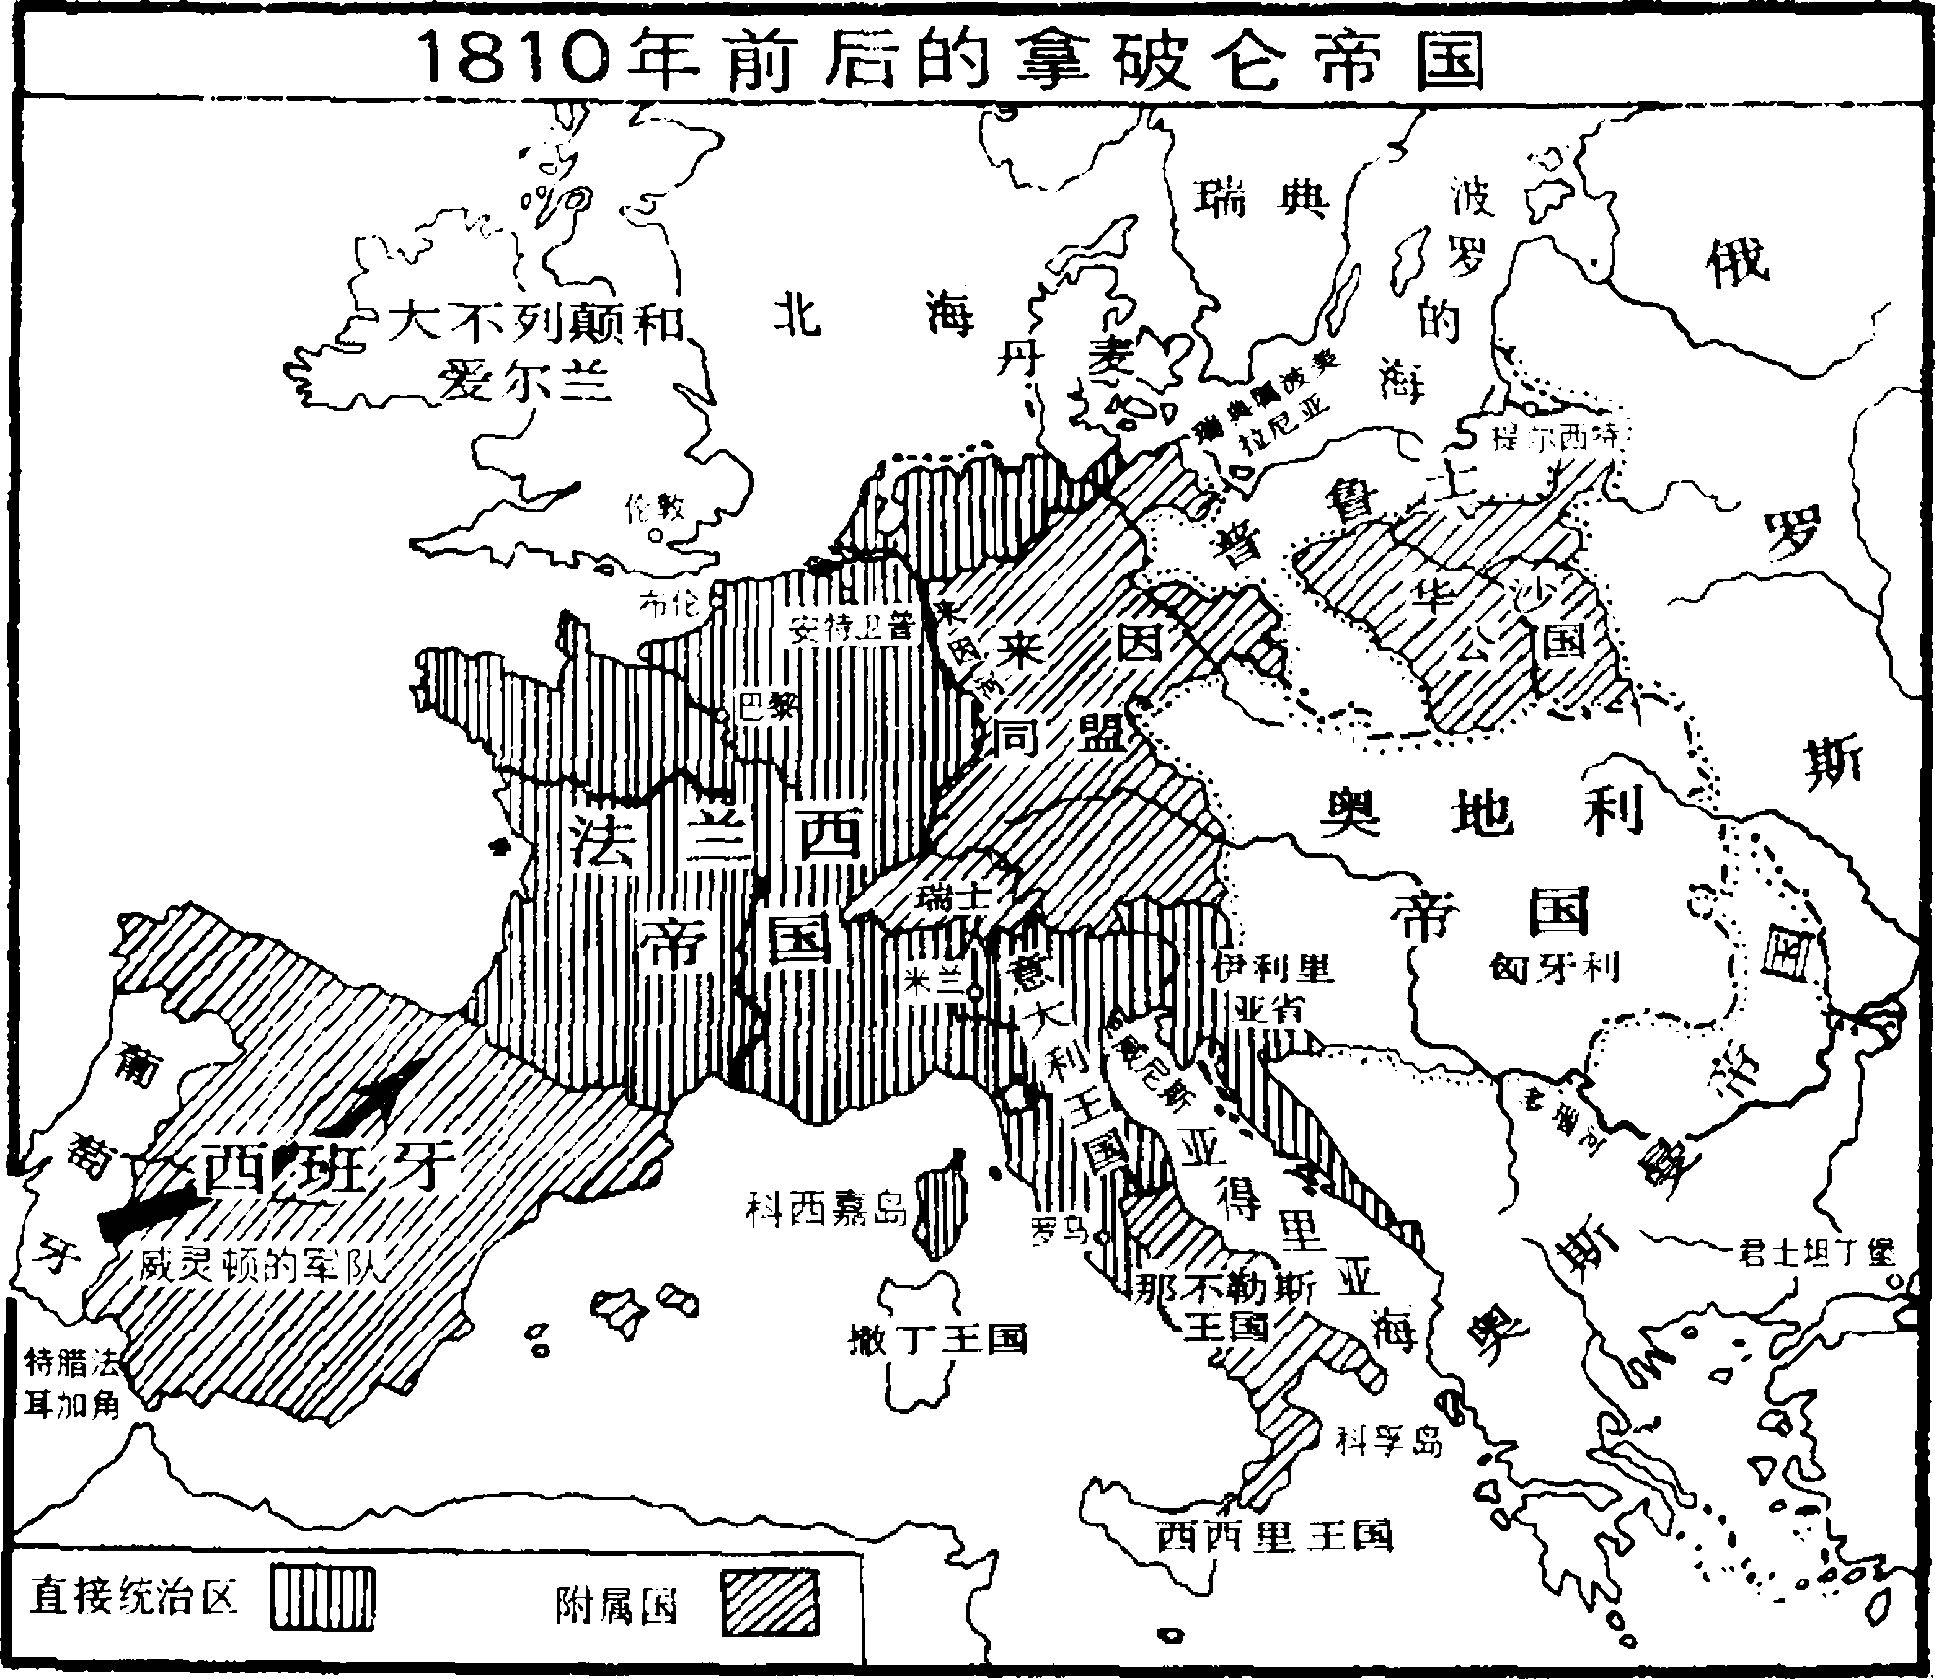 1810年前后的拿破仑帝国
瑞典
波罗的海
俄罗斯
大不列颠和
爱尔兰
北海
丹麦
瑞典属波美
拉尼亚
提尔西特
伦敦
普鲁士
布伦
安特卫普
来因河
来因
同盟
华沙
公国
巴黎
法兰西
帝国
奥地利
帝国
匈牙利
瑞士
米兰
意大利王国
伊利里
亚省
威尼斯
亚得里亚海
葡萄牙
西班牙
威灵顿的军队
特腊法
耳加角
科西嘉岛
罗马
那不勒斯
王国
撒丁王国
多瑙河
奥斯曼帝国
君士坦丁堡
科孚岛
西西里王国
直接统治区
附属国